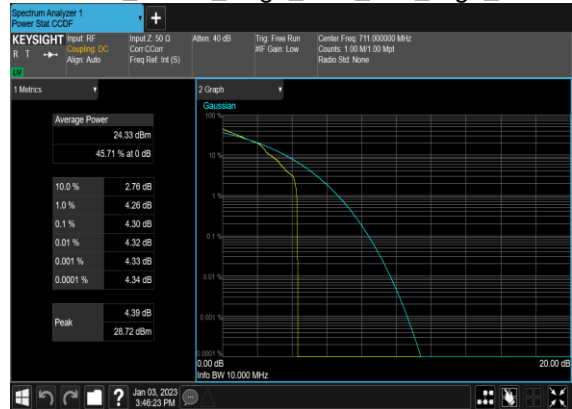 Spectrum Analyzer 1
Power Stat CCDF
KEYSIGHT
R T
LXI
Input: RF
Coupling: DC
Align: Auto
Input Z: 50 Ω
Corr CCorr
Freq Ref: Int (S)
Atten: 40 dB
Trig: Free Run
#IF Gain: Low
Center Freq: 711.000000 MHz
Counts: 1.00 M/1.00 Mpt
Radio Std: None
1 Metrics
Average Power
24.33 dBm
45.71 % at 0 dB
10.0 % 2.76 dB
1.0 % 4.26 dB
0.1 % 4.30 dB
0.01 % 4.32 dB
0.001 % 4.33 dB
0.0001 % 4.34 dB
Peak
4.39 dB
28.72 dBm
2 Graph
Gaussian
100 %
10 %
1 %
0.1 %
0.01 %
0.001 %
0.0001 %
0.00 dB 20.00 dB
Info BW 10.000 MHz
Jan 03, 2023
3:46:23 PM